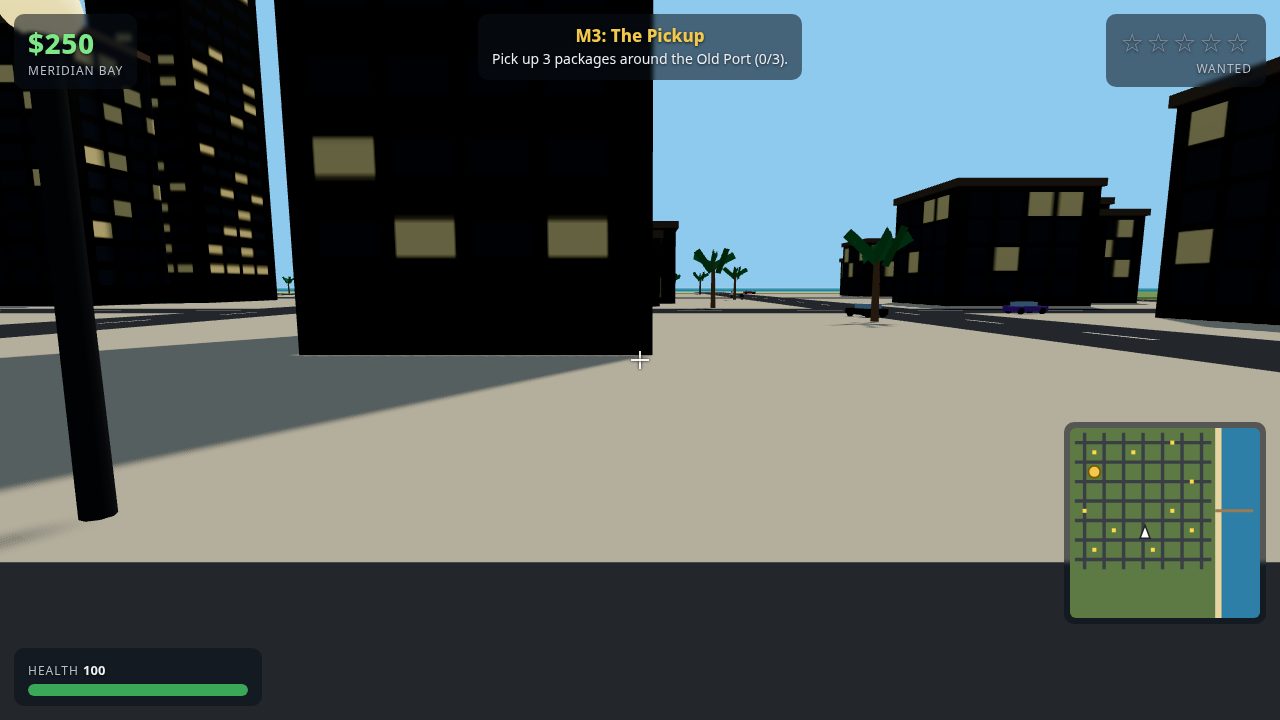 $250
MERIDIAN BAY
M3: The Pickup
Pick up 3 packages around the Old Port (0/3).
☆☆☆☆☆
WANTED
HEALTH 100